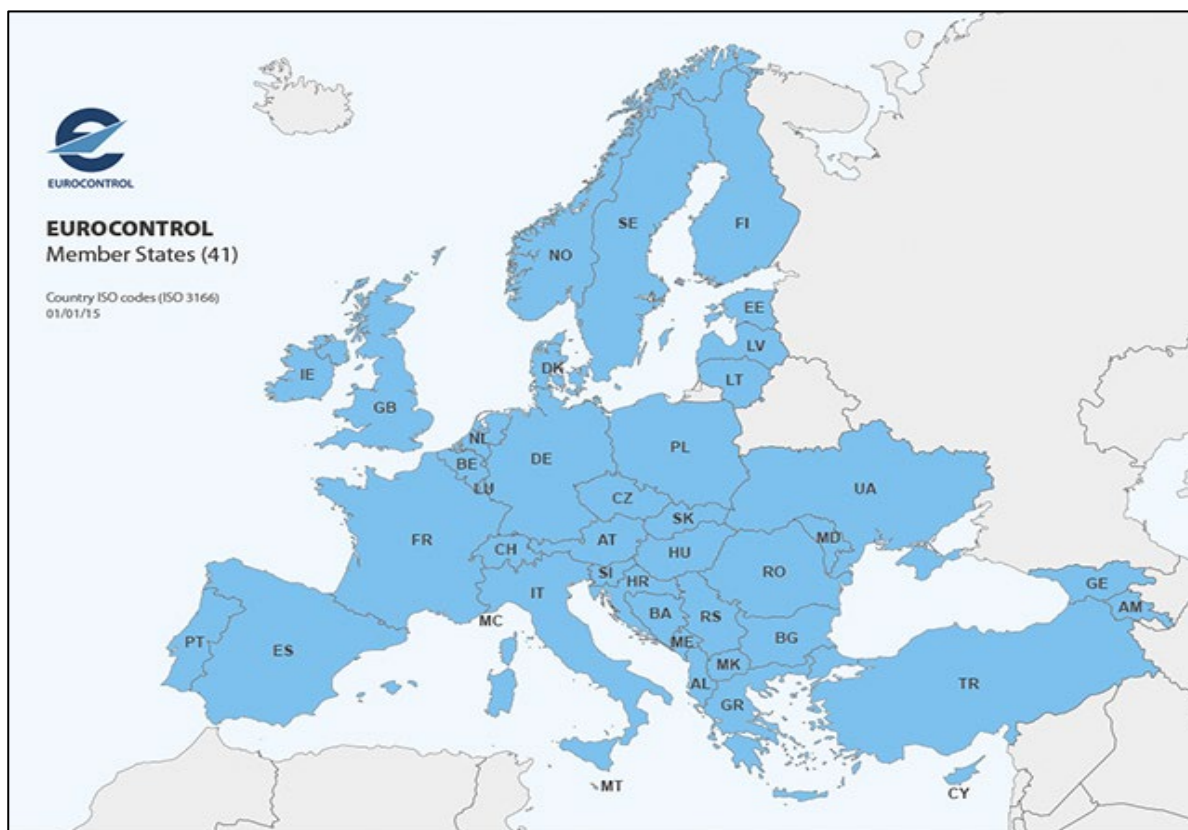 EUROCONTROL
EUROCONTROL
Member States (41)
Country ISO codes (ISO 3166)
01/01/15
NO
SE
FI
EE
LV
LT
DK
IE
GB
NL
BE
LU
DE
PL
CZ
SK
UA
FR
CH
AT
HU
MD
RO
SI
HR
IT
BA
RS
GE
AM
MC
ME
BG
PT
ES
MK
AL
GR
TR
MT
CY